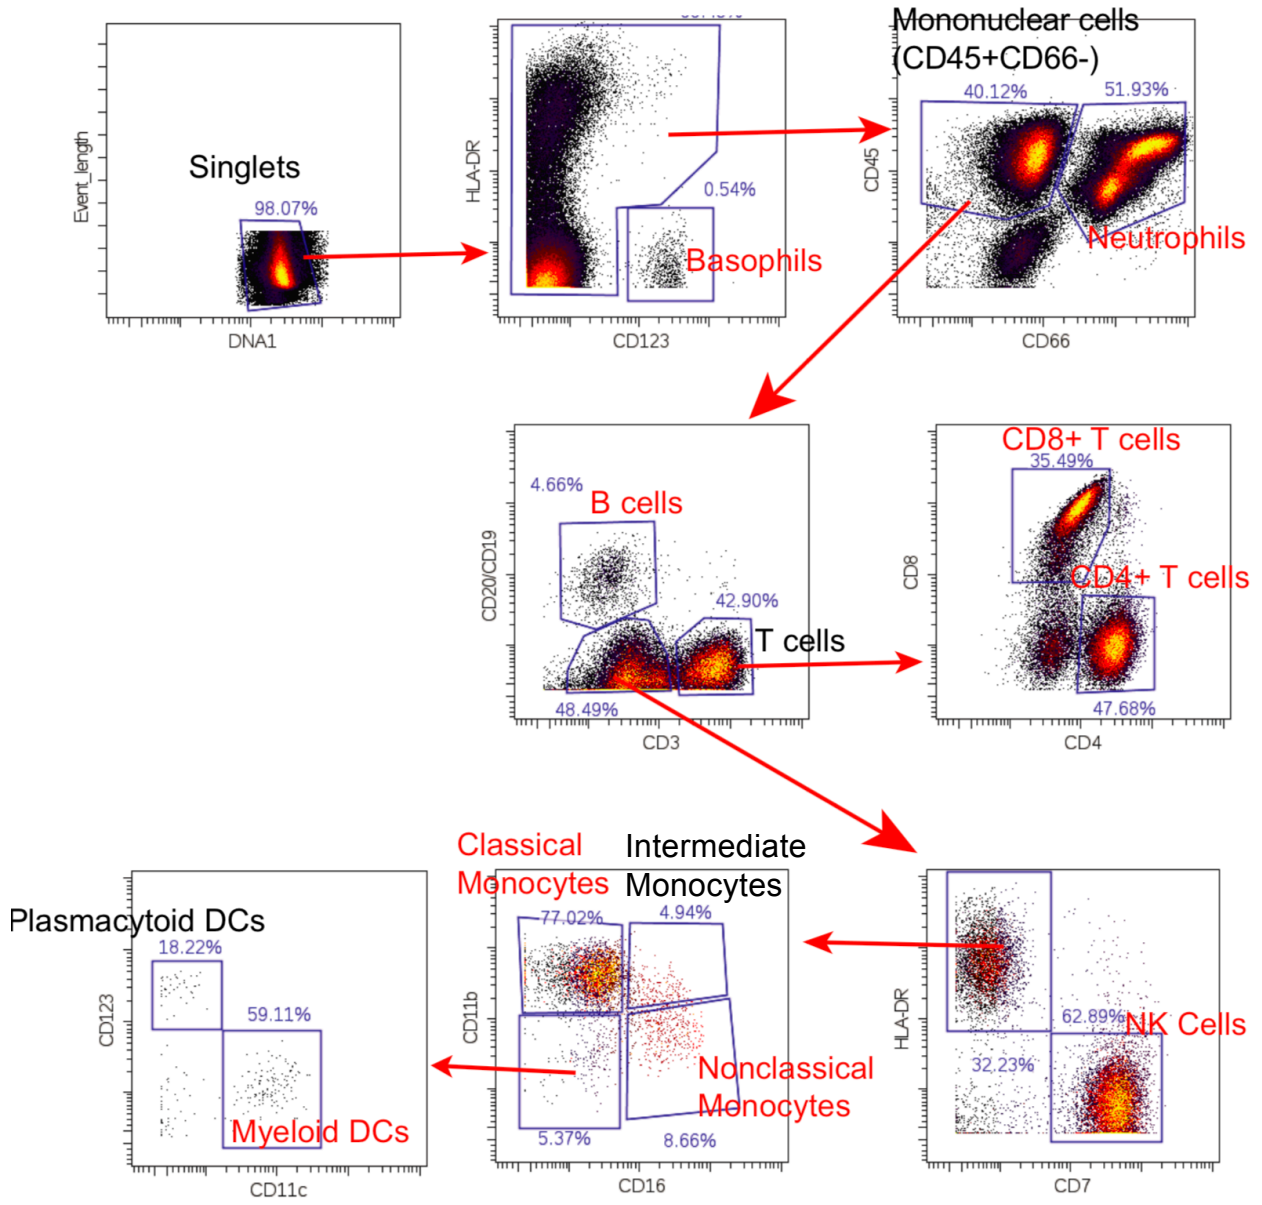 Mononuclear cells
(CD45+CD66-)
40.12%
51.93%
Event_length
Singlets
98.07%
DNA1
HLA-DR
0.54%
Basophils
CD123
CD45
Neutrophils
CD66
4.66%
B cells
CD20/CD19
42.90%
T cells
48.49%
CD3
CD8+ T cells
35.49%
CD8
CD4+ T cells
47.68%
CD4
Plasmacytoid DCs
18.22%
CD123
59.11%
Myeloid DCs
CD11c
Classical
Monocytes
Intermediate
Monocytes
77.02%
4.94%
CD11b
Nonclassical
Monocytes
5.37%
8.66%
CD16
HLA-DR
62.89%
NK Cells
32.23%
CD7